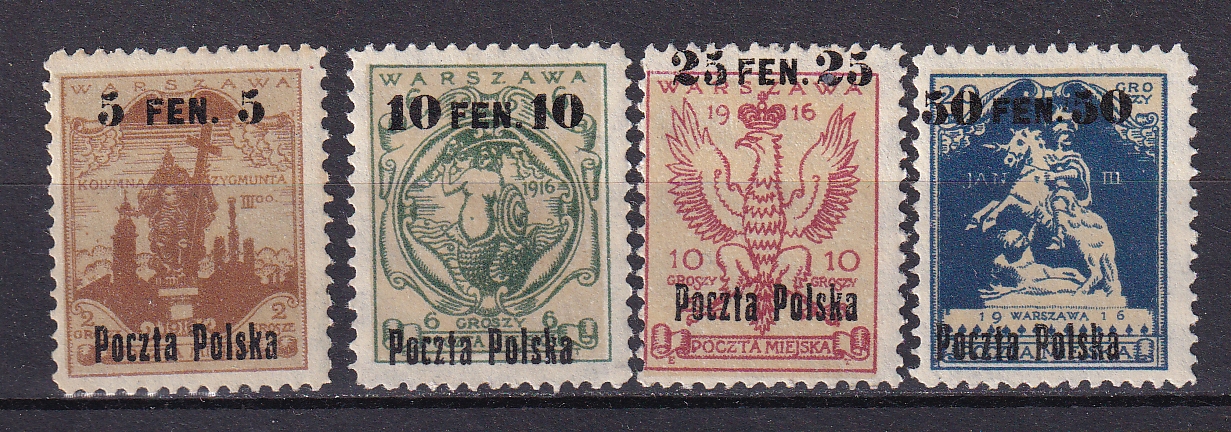 WARSZAWA
5 FEN. 5
KOLUMNA ZYGMUNTA
III
2 2
Poczta Polska
WARSZAWA
10 FEN. 10
1916
6 GROSZY 6
Poczta Polska
25 FEN. 25
WARSZAWA
19 16
10 10
GROSZY GROSZY
Poczta Polska
POCZTA MIEJSKA
20 GRO
SZY
50 FEN. 50
JAN III
19 WARSZAWA 16
Poczta Polska